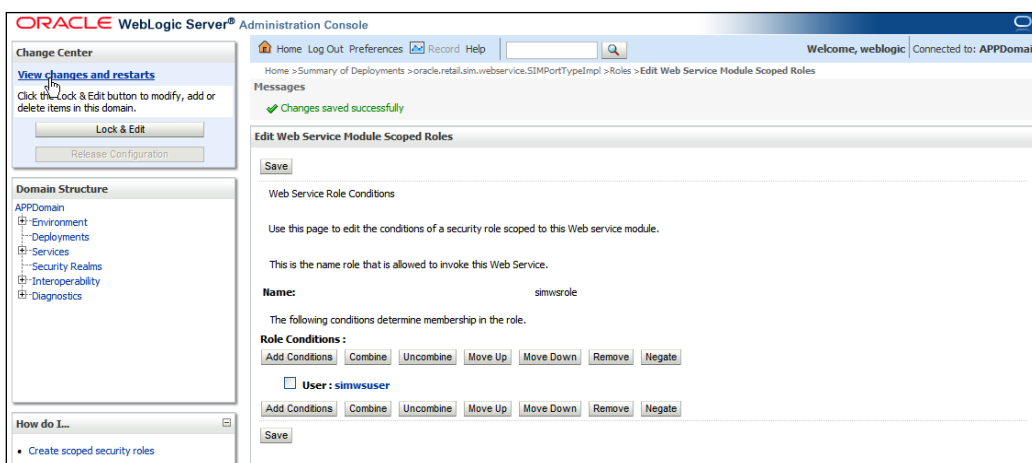 ORACLE WebLogic Server® Administration Console
Change Center
View changes and restarts
Click the Lock & Edit button to modify, add or
delete items in this domain.
Lock & Edit
Release Configuration
Domain Structure
APPDomain
Environment
Deployments
Services
Security Realms
Interoperability
Diagnostics
How do I...
• Create scoped security roles
Home Log Out Preferences Record Help
Welcome, weblogic Connected to: APPDomai
Home >Summary of Deployments >oracle.retail.sim.webservice.SIMPortTypeImpl >Roles >Edit Web Service Module Scoped Roles
Messages
Changes saved successfully
Edit Web Service Module Scoped Roles
Save
Web Service Role Conditions
Use this page to edit the conditions of a security role scoped to this Web service module.
This is the name role that is allowed to invoke this Web Service.
Name: simwsrole
The following conditions determine membership in the role.
Role Conditions :
Add Conditions Combine Uncombine Move Up Move Down Remove Negate
User : simwsuser
Add Conditions Combine Uncombine Move Up Move Down Remove Negate
Save